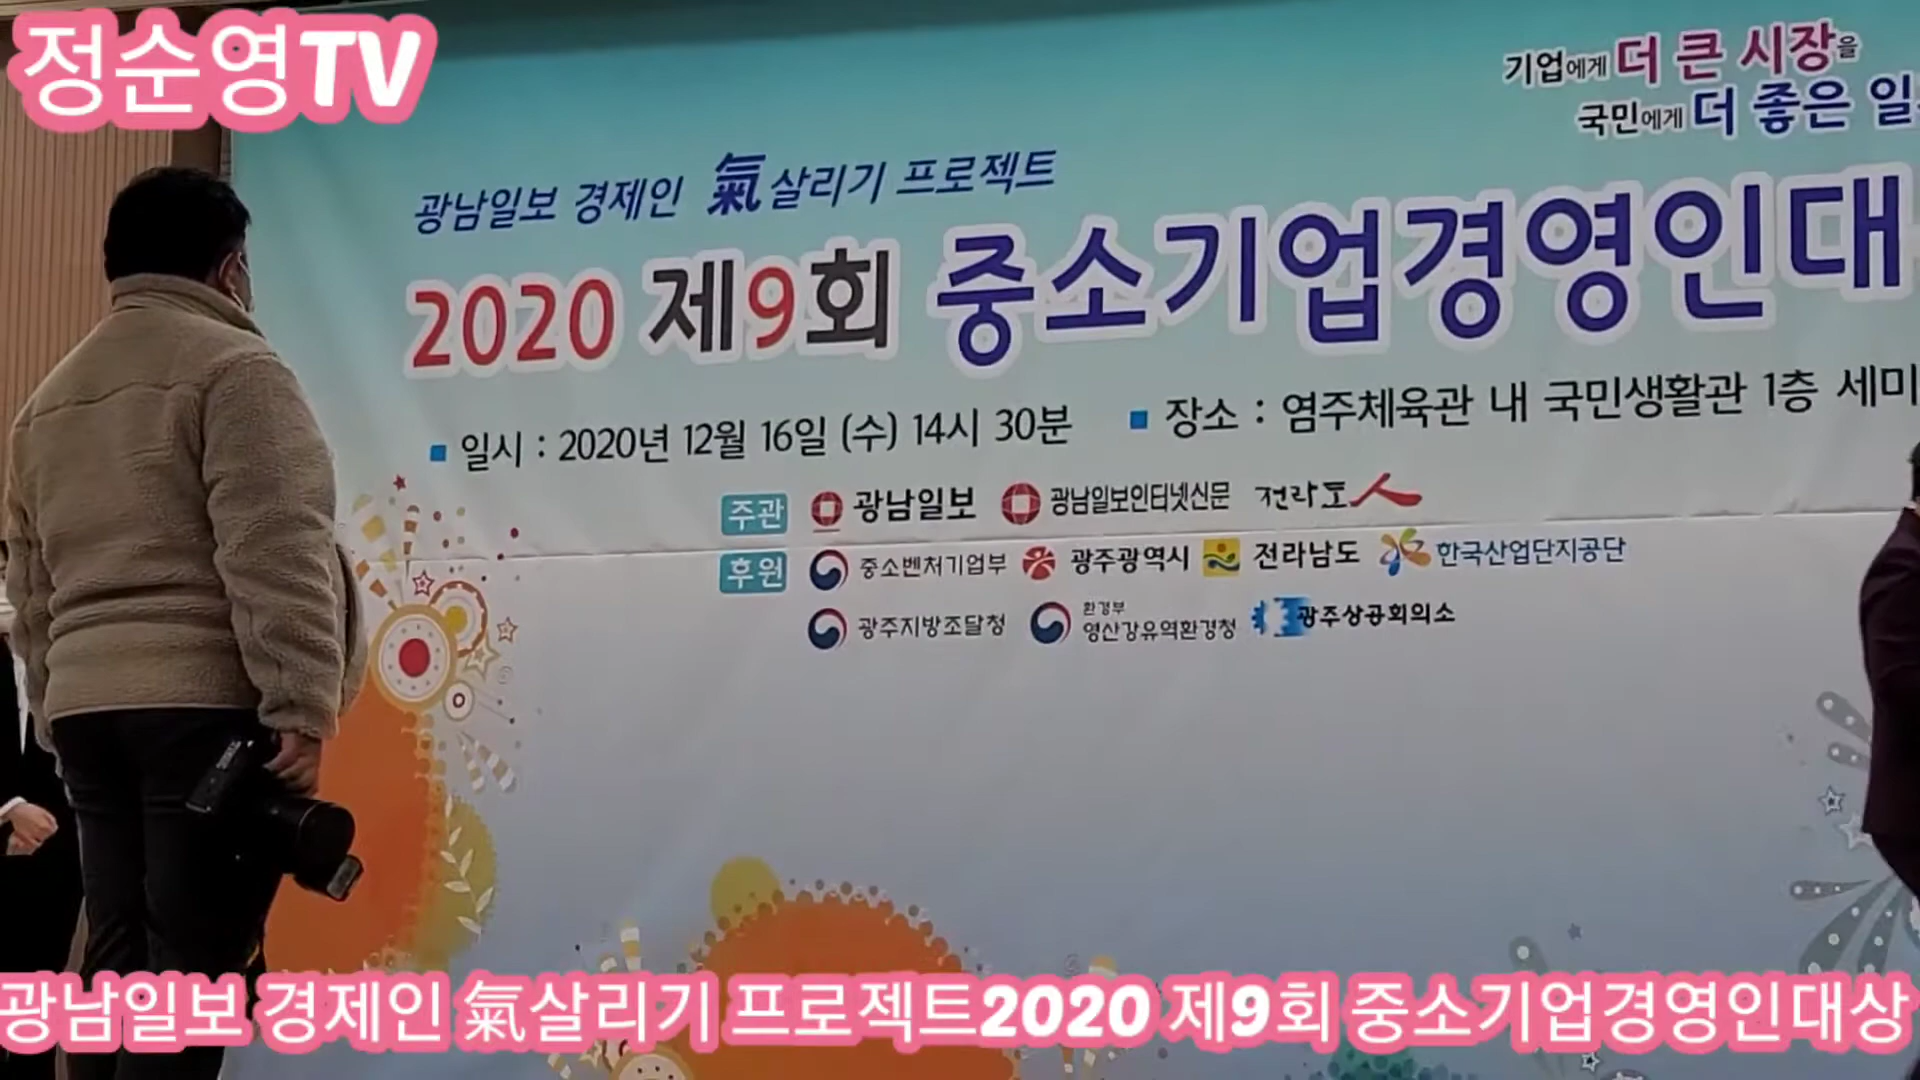 정순영TV
기업에게 더 큰 시장을
국민에게 더 좋은
광남일보 경제인 氣살리기 프로젝트
2020 제9회 중소기업경영인대
■ 일시 : 2020년 12월 16일 (수) 14시 30분 ■ 장소 : 염주체육관 내 국민생활관 1층 세미
주관 광남일보 광남일보인터넷신문 전라도人
후원 중소벤처기업부 광주광역시 전라남도 한국산업단지공단
광주지방조달청 환경부 영산강유역환경청 광주상공회의소
광남일보 경제인 氣살리기 프로젝트2020 제9회 중소기업경영인대상